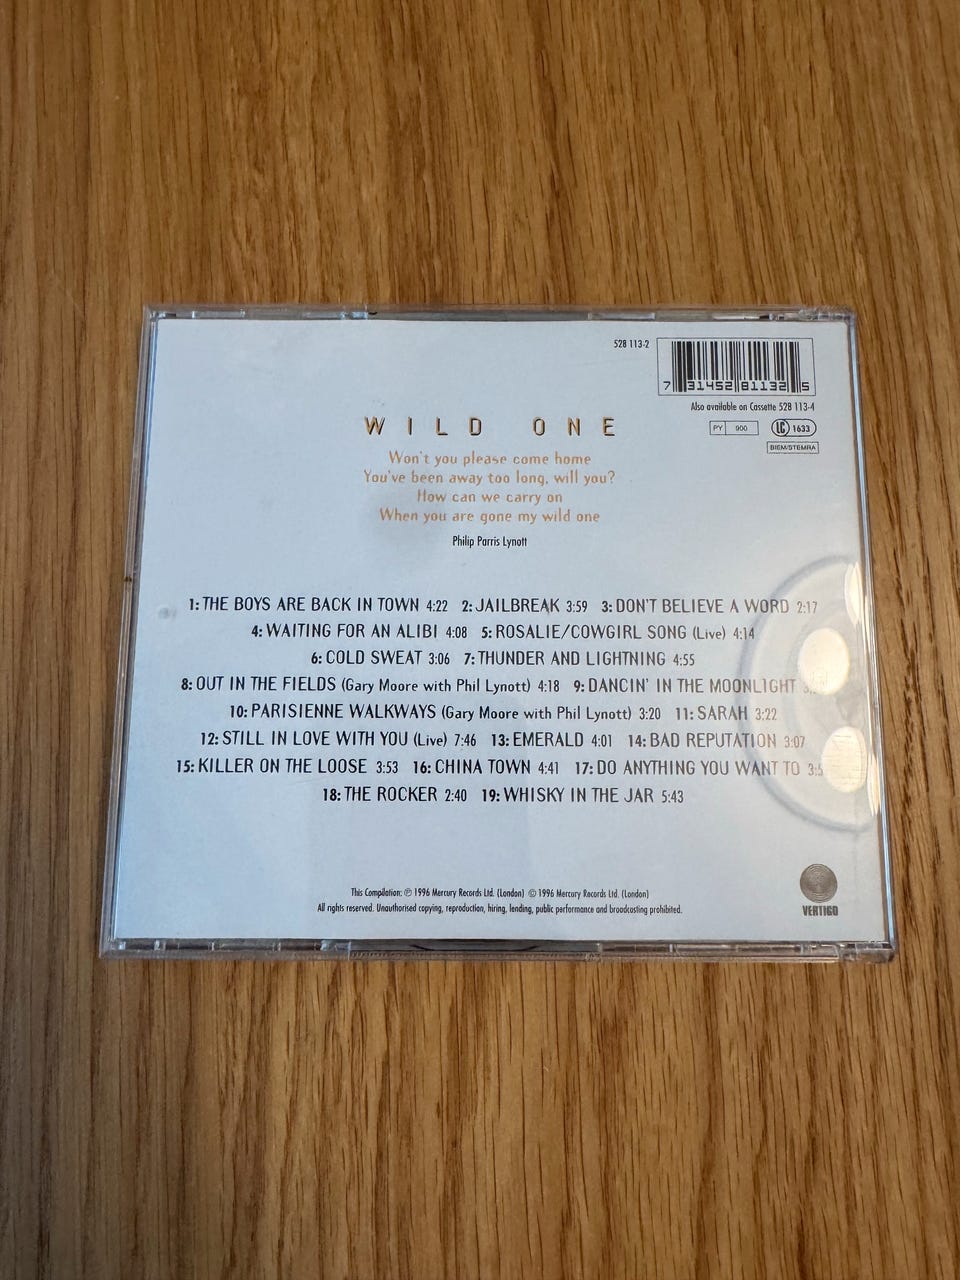 528 113-2
7 31452 81132 5
Also available on Cassette 528 113-4
PY 900 LC 1633
BIEM/STEMRA
WILD ONE
Won't you please come home
You've been away too long, will you?
How can we carry on
When you are gone my wild one
Philip Parris Lynott
1: THE BOYS ARE BACK IN TOWN 4:22 2: JAILBREAK 3:59 3: DON'T BELIEVE A WORD 2:17
4: WAITING FOR AN ALIBI 4:08 5: ROSALIE/COWGIRL SONG (Live) 4:14
6: COLD SWEAT 3:06 7: THUNDER AND LIGHTNING 4:55
8: OUT IN THE FIELDS (Gary Moore with Phil Lynott) 4:18 9: DANCIN' IN THE MOONLIGHT
10: PARISIENNE WALKWAYS (Gary Moore with Phil Lynott) 3:20 11: SARAH 3:22
12: STILL IN LOVE WITH YOU (Live) 7:46 13: EMERALD 4:01 14: BAD REPUTATION 3:07
15: KILLER ON THE LOOSE 3:53 16: CHINA TOWN 4:41 17: DO ANYTHING YOU WANT TO
18: THE ROCKER 2:40 19: WHISKY IN THE JAR 5:43
This Compilation: ℗ 1996 Mercury Records Ltd. (London) © 1996 Mercury Records Ltd. (London)
All rights reserved. Unauthorised copying, reproduction, hiring, lending, public performance and broadcasting prohibited.
VERTIGO